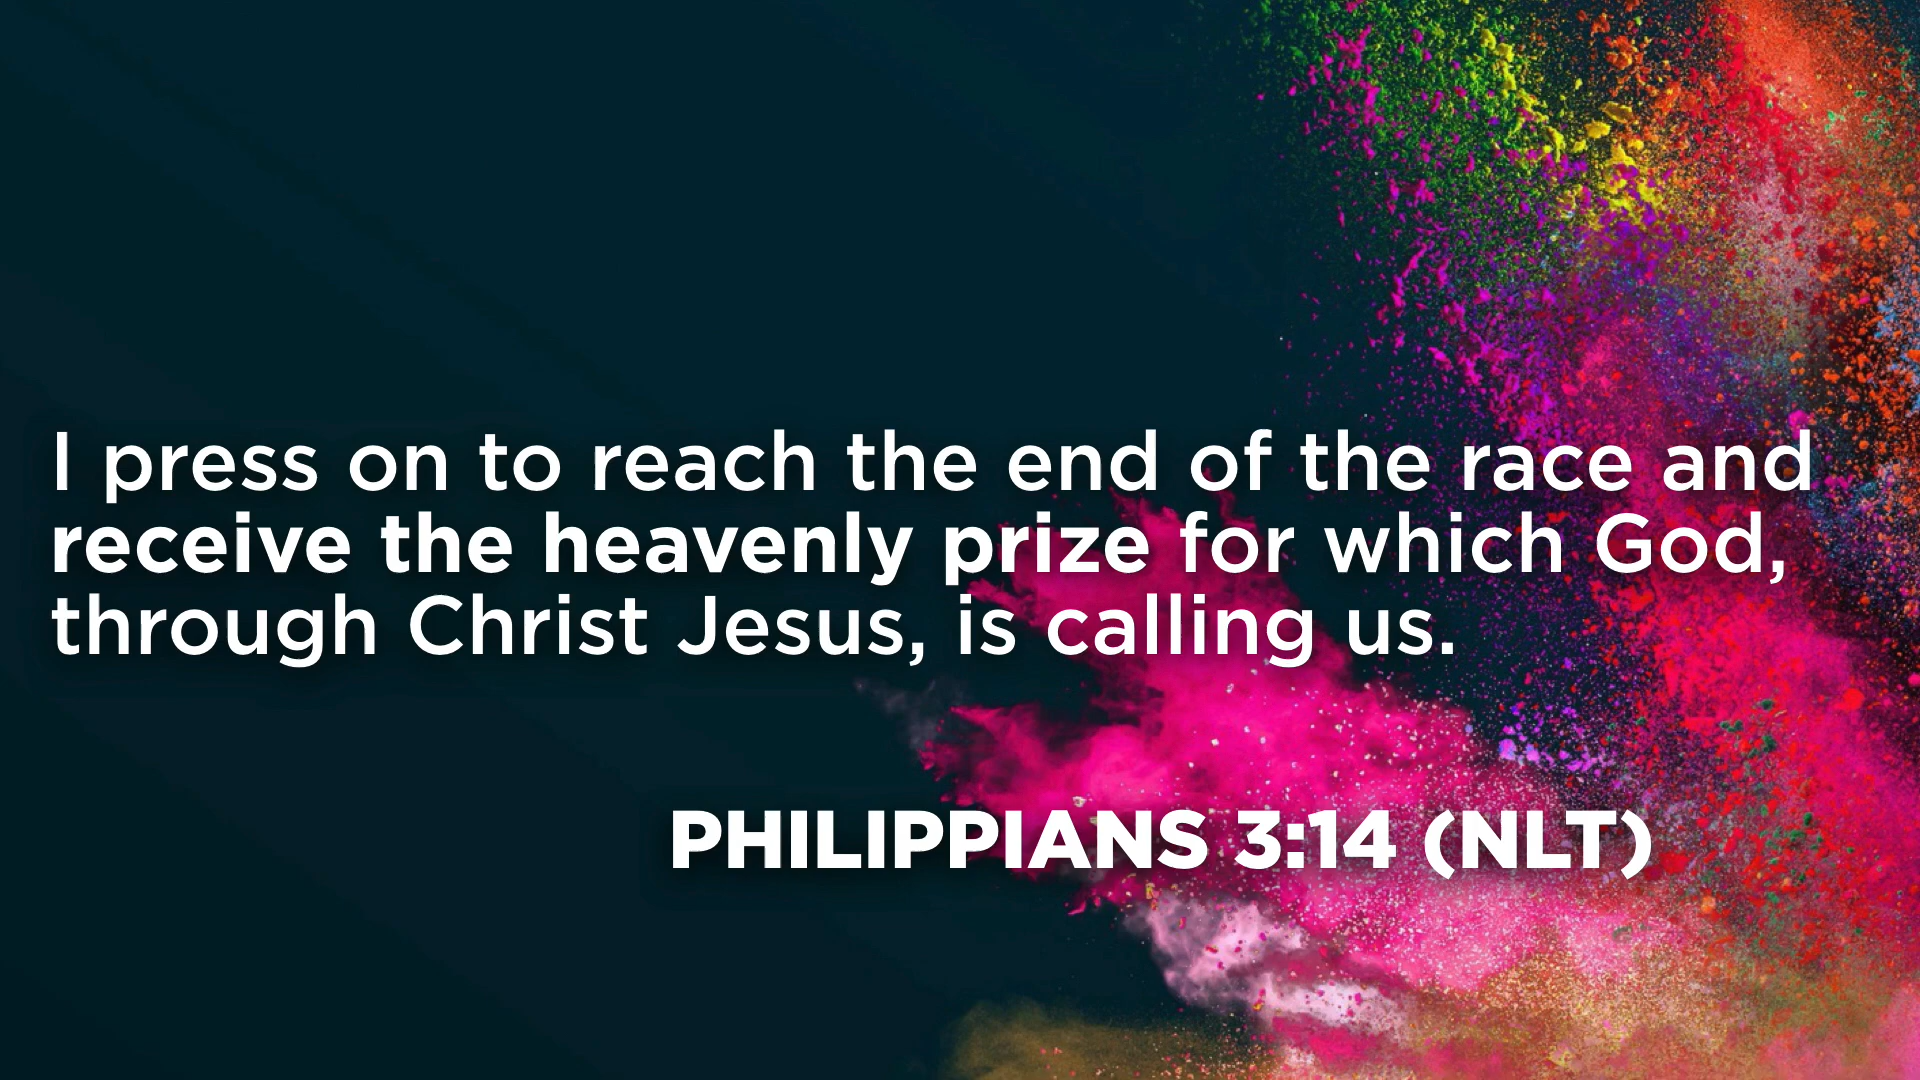 I press on to reach the end of the race and
receive the heavenly prize for which God,
through Christ Jesus, is calling us.
PHILIPPIANS 3:14 (NLT)